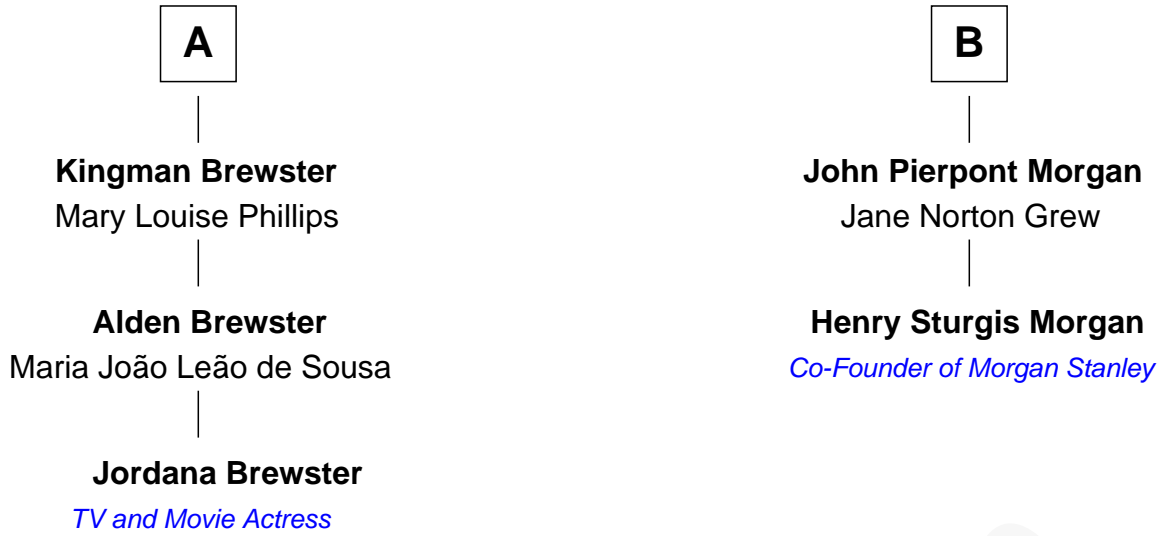 A
Kingman Brewster
Mary Louise Phillips
Alden Brewster
Maria João Leão de Sousa
Jordana Brewster
TV and Movie Actress
B
John Pierpont Morgan
Jane Norton Grew
Henry Sturgis Morgan
Co-Founder of Morgan Stanley